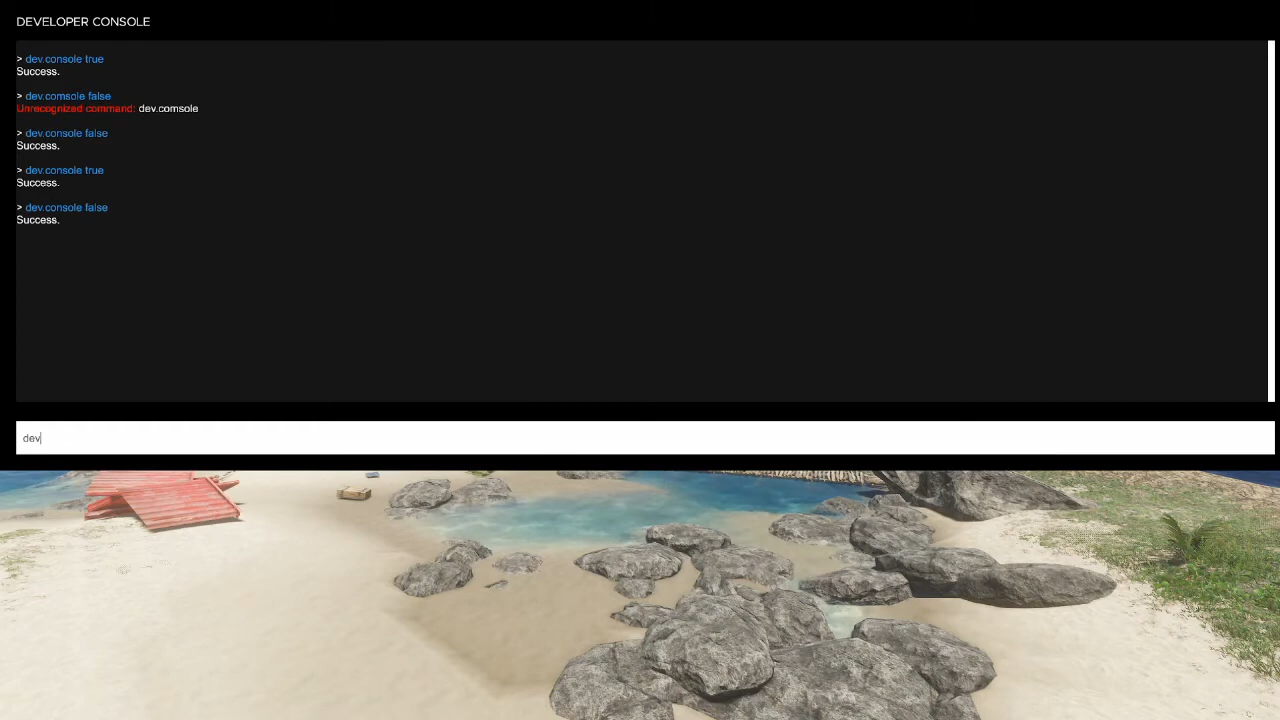 DEVELOPER CONSOLE
> dev.console true
Success.
> dev.comsole false
Unrecognized command: dev.comsole
> dev.console false
Success.
> dev.console true
Success.
> dev.console false
Success.
dev